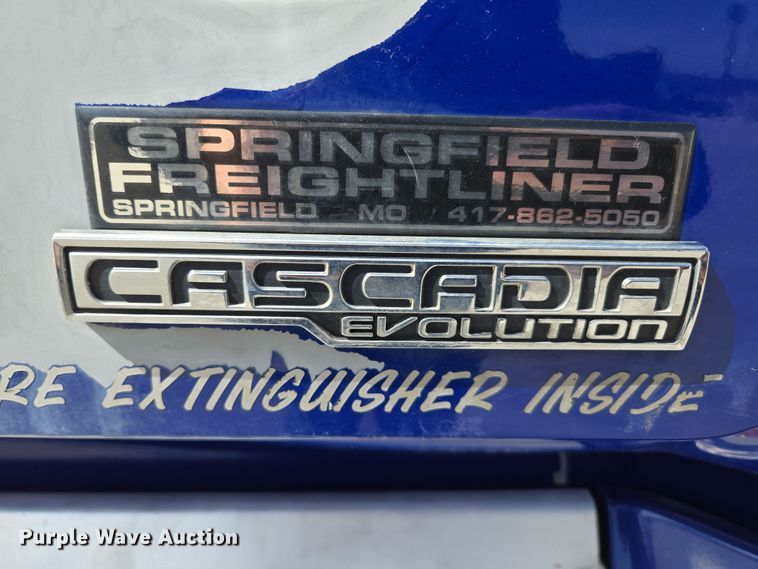 SPRINGFIELD
FREIGHTLINER
SPRINGFIELD MO 417-862-5050
CASCADIA
EVOLUTION
RE EXTINGUISHER INSIDE
Purple Wave Auction